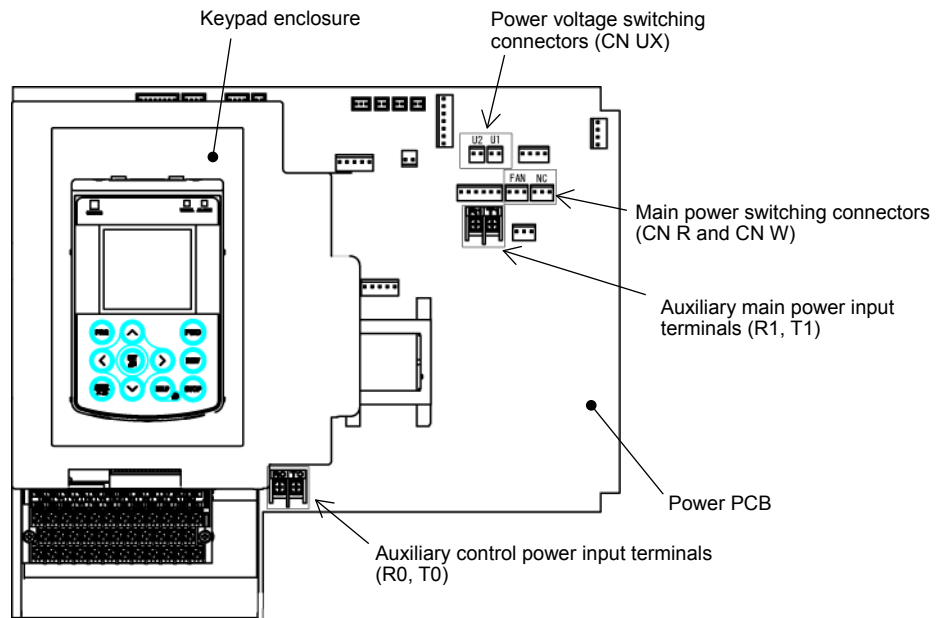 Keypad enclosure
Power voltage switching
connectors (CN UX)
U2 U1
FAN NC
Main power switching connectors
(CN R and CN W)
Auxiliary main power input
terminals (R1, T1)
Power PCB
Auxiliary control power input terminals
(R0, T0)